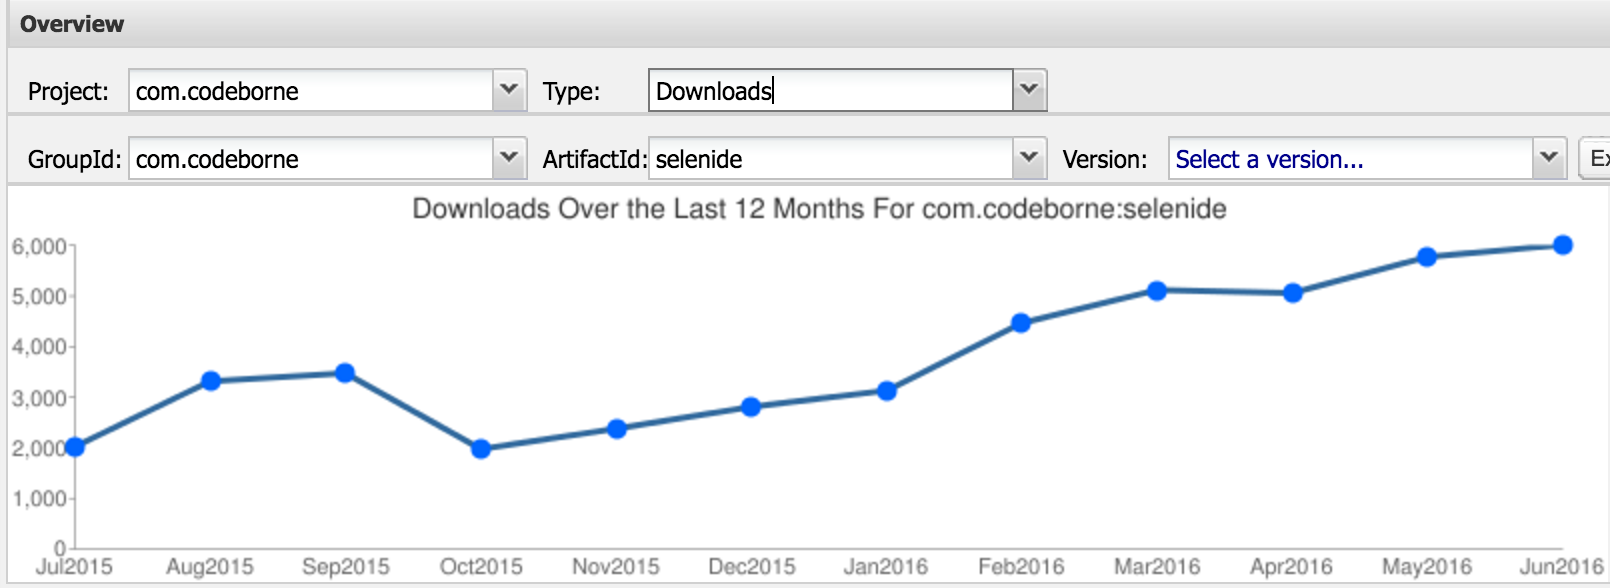 Overview
Project: com.codeborne Type: Downloads
GroupId: com.codeborne ArtifactId: selenide Version: Select a version... Ex
Downloads Over the Last 12 Months For com.codeborne:selenide
6,000
5,000
4,000
3,000
2,000
1,000
0
Jul2015 Aug2015 Sep2015 Oct2015 Nov2015 Dec2015 Jan2016 Feb2016 Mar2016 Apr2016 May2016 Jun2016